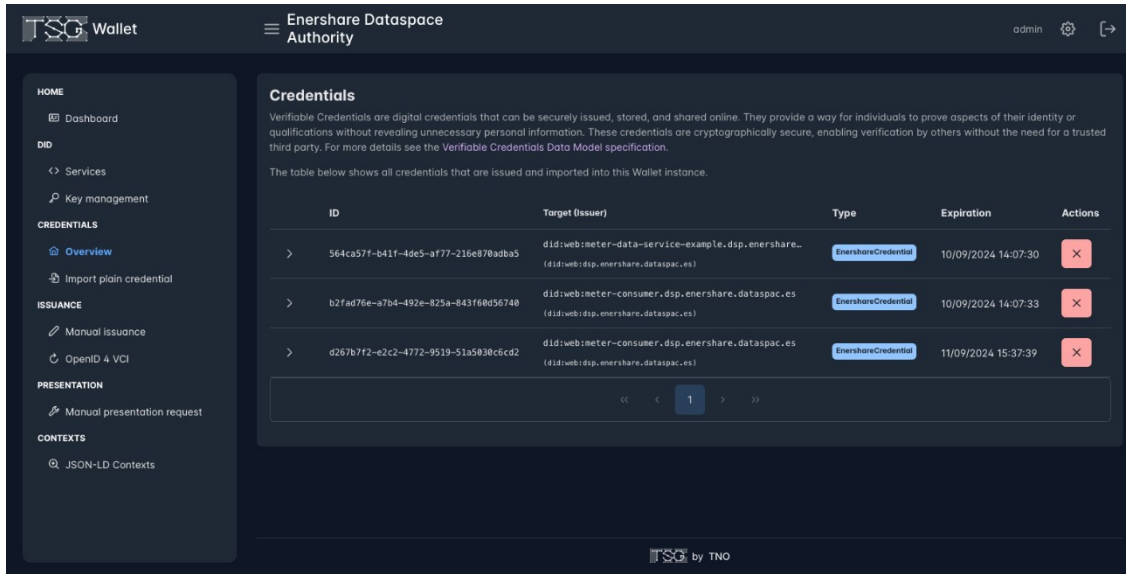 TSG Wallet
Enershare Dataspace
Authority
admin
HOME
Dashboard
DID
Services
Key management
CREDENTIALS
Overview
Import plain credential
ISSUANCE
Manual issuance
OpenID 4 VCI
PRESENTATION
Manual presentation request
CONTEXTS
JSON-LD Contexts
Credentials
Verifiable Credentials are digital credentials that can be securely issued, stored, and shared online. They provide a way for individuals to prove aspects of their identity or
qualifications without revealing unnecessary personal information. These credentials are cryptographically secure, enabling verification by others without the need for a trusted
third party. For more details see the Verifiable Credentials Data Model specification.
The table below shows all credentials that are issued and imported into this Wallet instance.
ID Target (Issuer) Type Expiration Actions
564ca57f-b41f-4de5-af77-216e870adba5 did:web:meter-data-service-example.dsp.enershare… EnershareCredential 10/09/2024 14:07:30
(did:web:dsp.enershare.dataspac.es)
b2fad76e-a7b4-492e-825a-843f60d56740 did:web:meter-consumer.dsp.enershare.dataspac.es EnershareCredential 10/09/2024 14:07:33
(did:web:dsp.enershare.dataspac.es)
d267b7f2-e2c2-4772-9519-51a5030c6cd2 did:web:meter-consumer.dsp.enershare.dataspac.es EnershareCredential 11/09/2024 15:37:39
(did:web:dsp.enershare.dataspac.es)
1
TSG by TNO